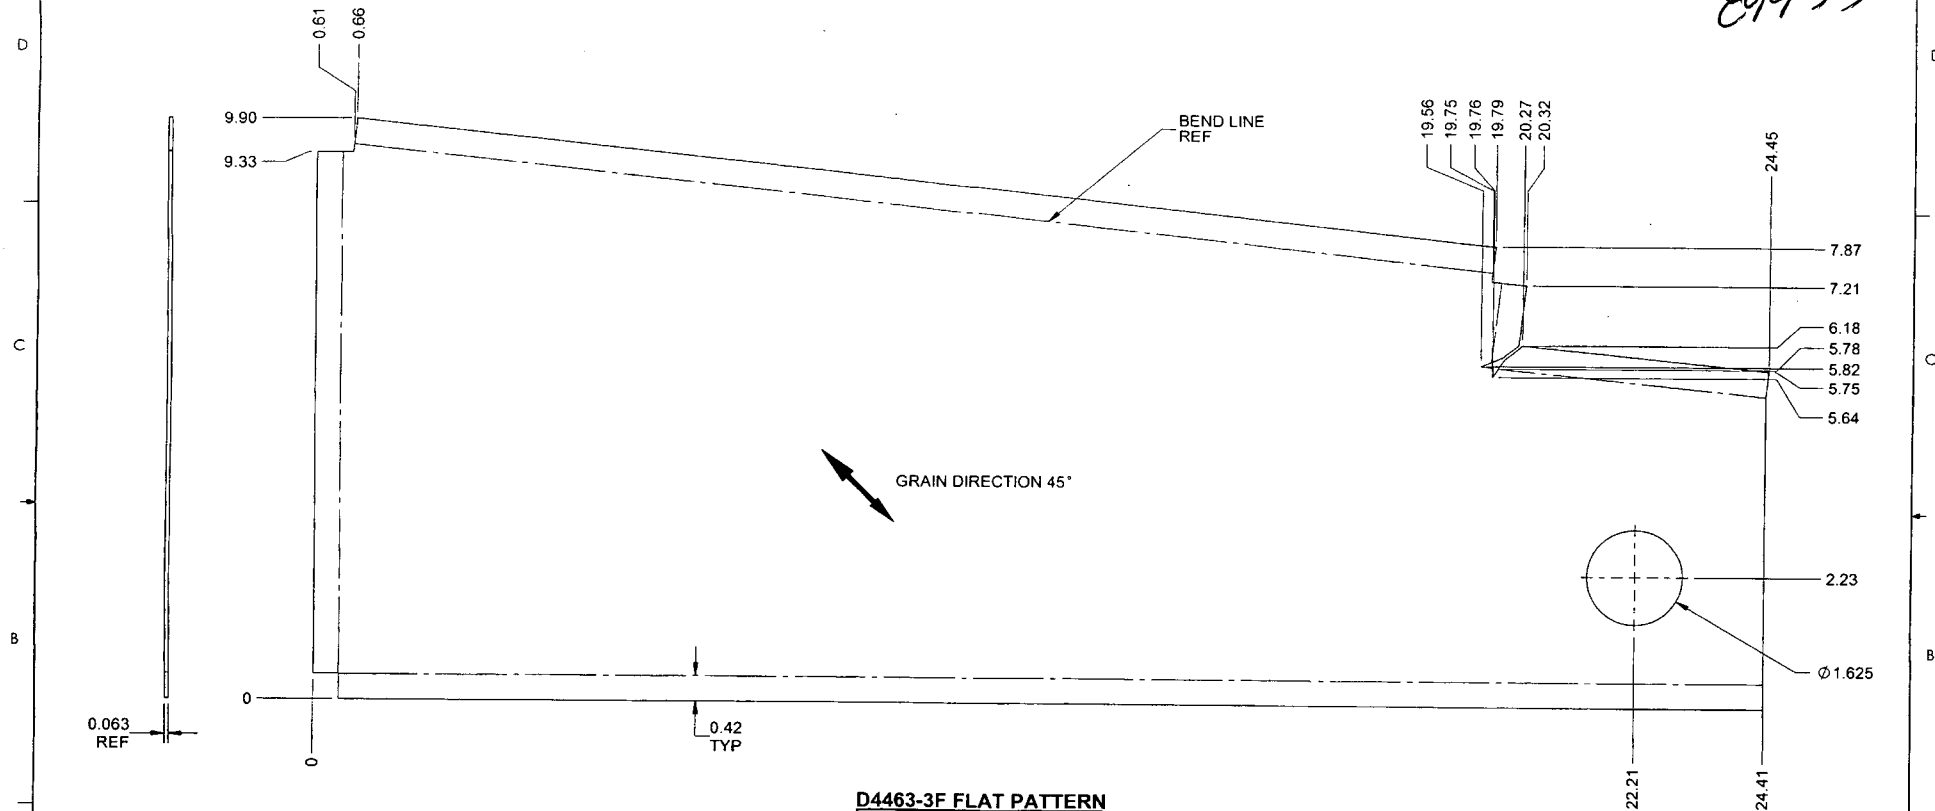 0.61
0.66
D
9.90
9.33
BEND LINE
REF
19.56
19.75
19.76
19.79
20.27
20.32
24.45
7.87
7.21
6.18
5.78
5.82
5.75
5.64
C
C
GRAIN DIRECTION 45°
2.23
Ø1.625
B
B
0
0.063
REF
0.42
TYP
0
22.21
24.41
D4463-3F FLAT PATTERN